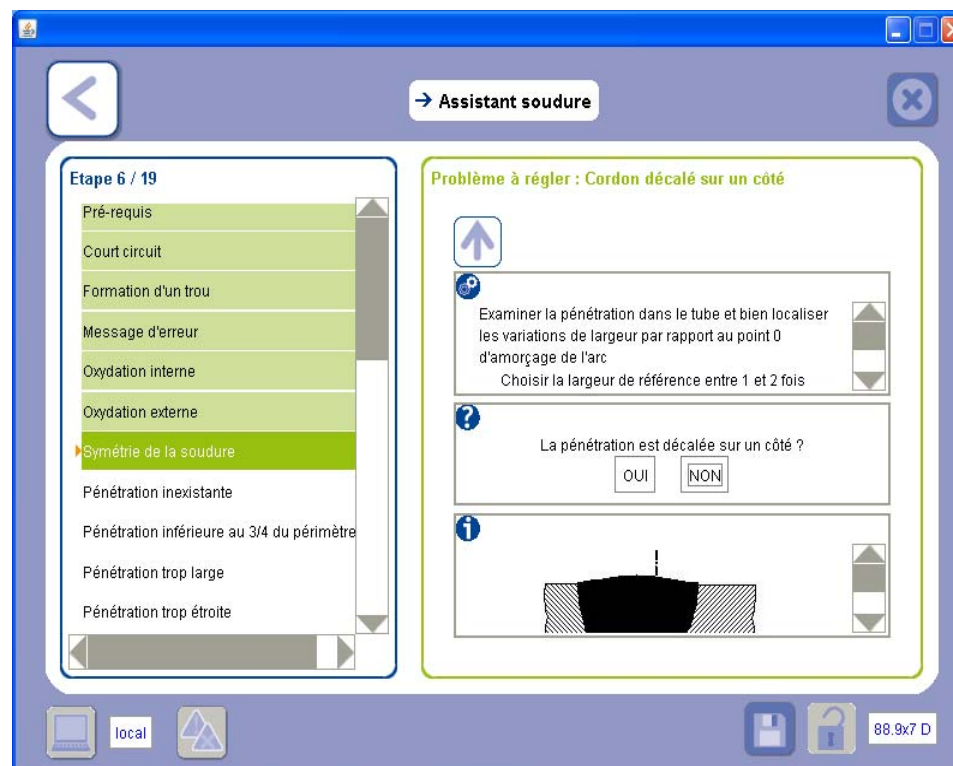 → Assistant soudure
Etape 6 / 19
Pré-requis
Court circuit
Formation d'un trou
Message d'erreur
Oxydation interne
Oxydation externe
Symétrie de la soudure
Pénétration inexistante
Pénétration inférieure au 3/4 du périmètre
Pénétration trop large
Pénétration trop étroite
Problème à régler : Cordon décalé sur un côté
Examiner la pénétration dans le tube et bien localiser
les variations de largeur par rapport au point 0
d'amorçage de l'arc
Choisir la largeur de référence entre 1 et 2 fois
La pénétration est décalée sur un côté ?
OUI NON
local
88.9x7 D